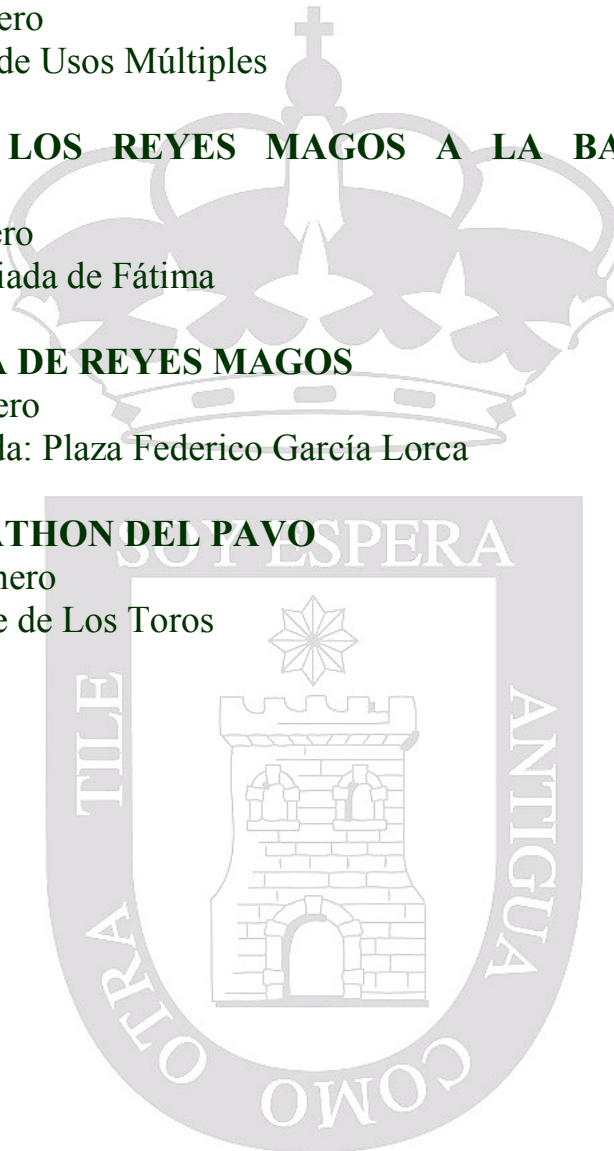 ero
de Usos Múltiples
LOS REYES MAGOS A LA BA
ero
iada de Fátima
A DE REYES MAGOS
ero
da: Plaza Federico García Lorca
ATHON DEL PAVO
nero
e de Los Toros
SOY ESPERA
TILE
ANTIGUA
OTRA
COMO